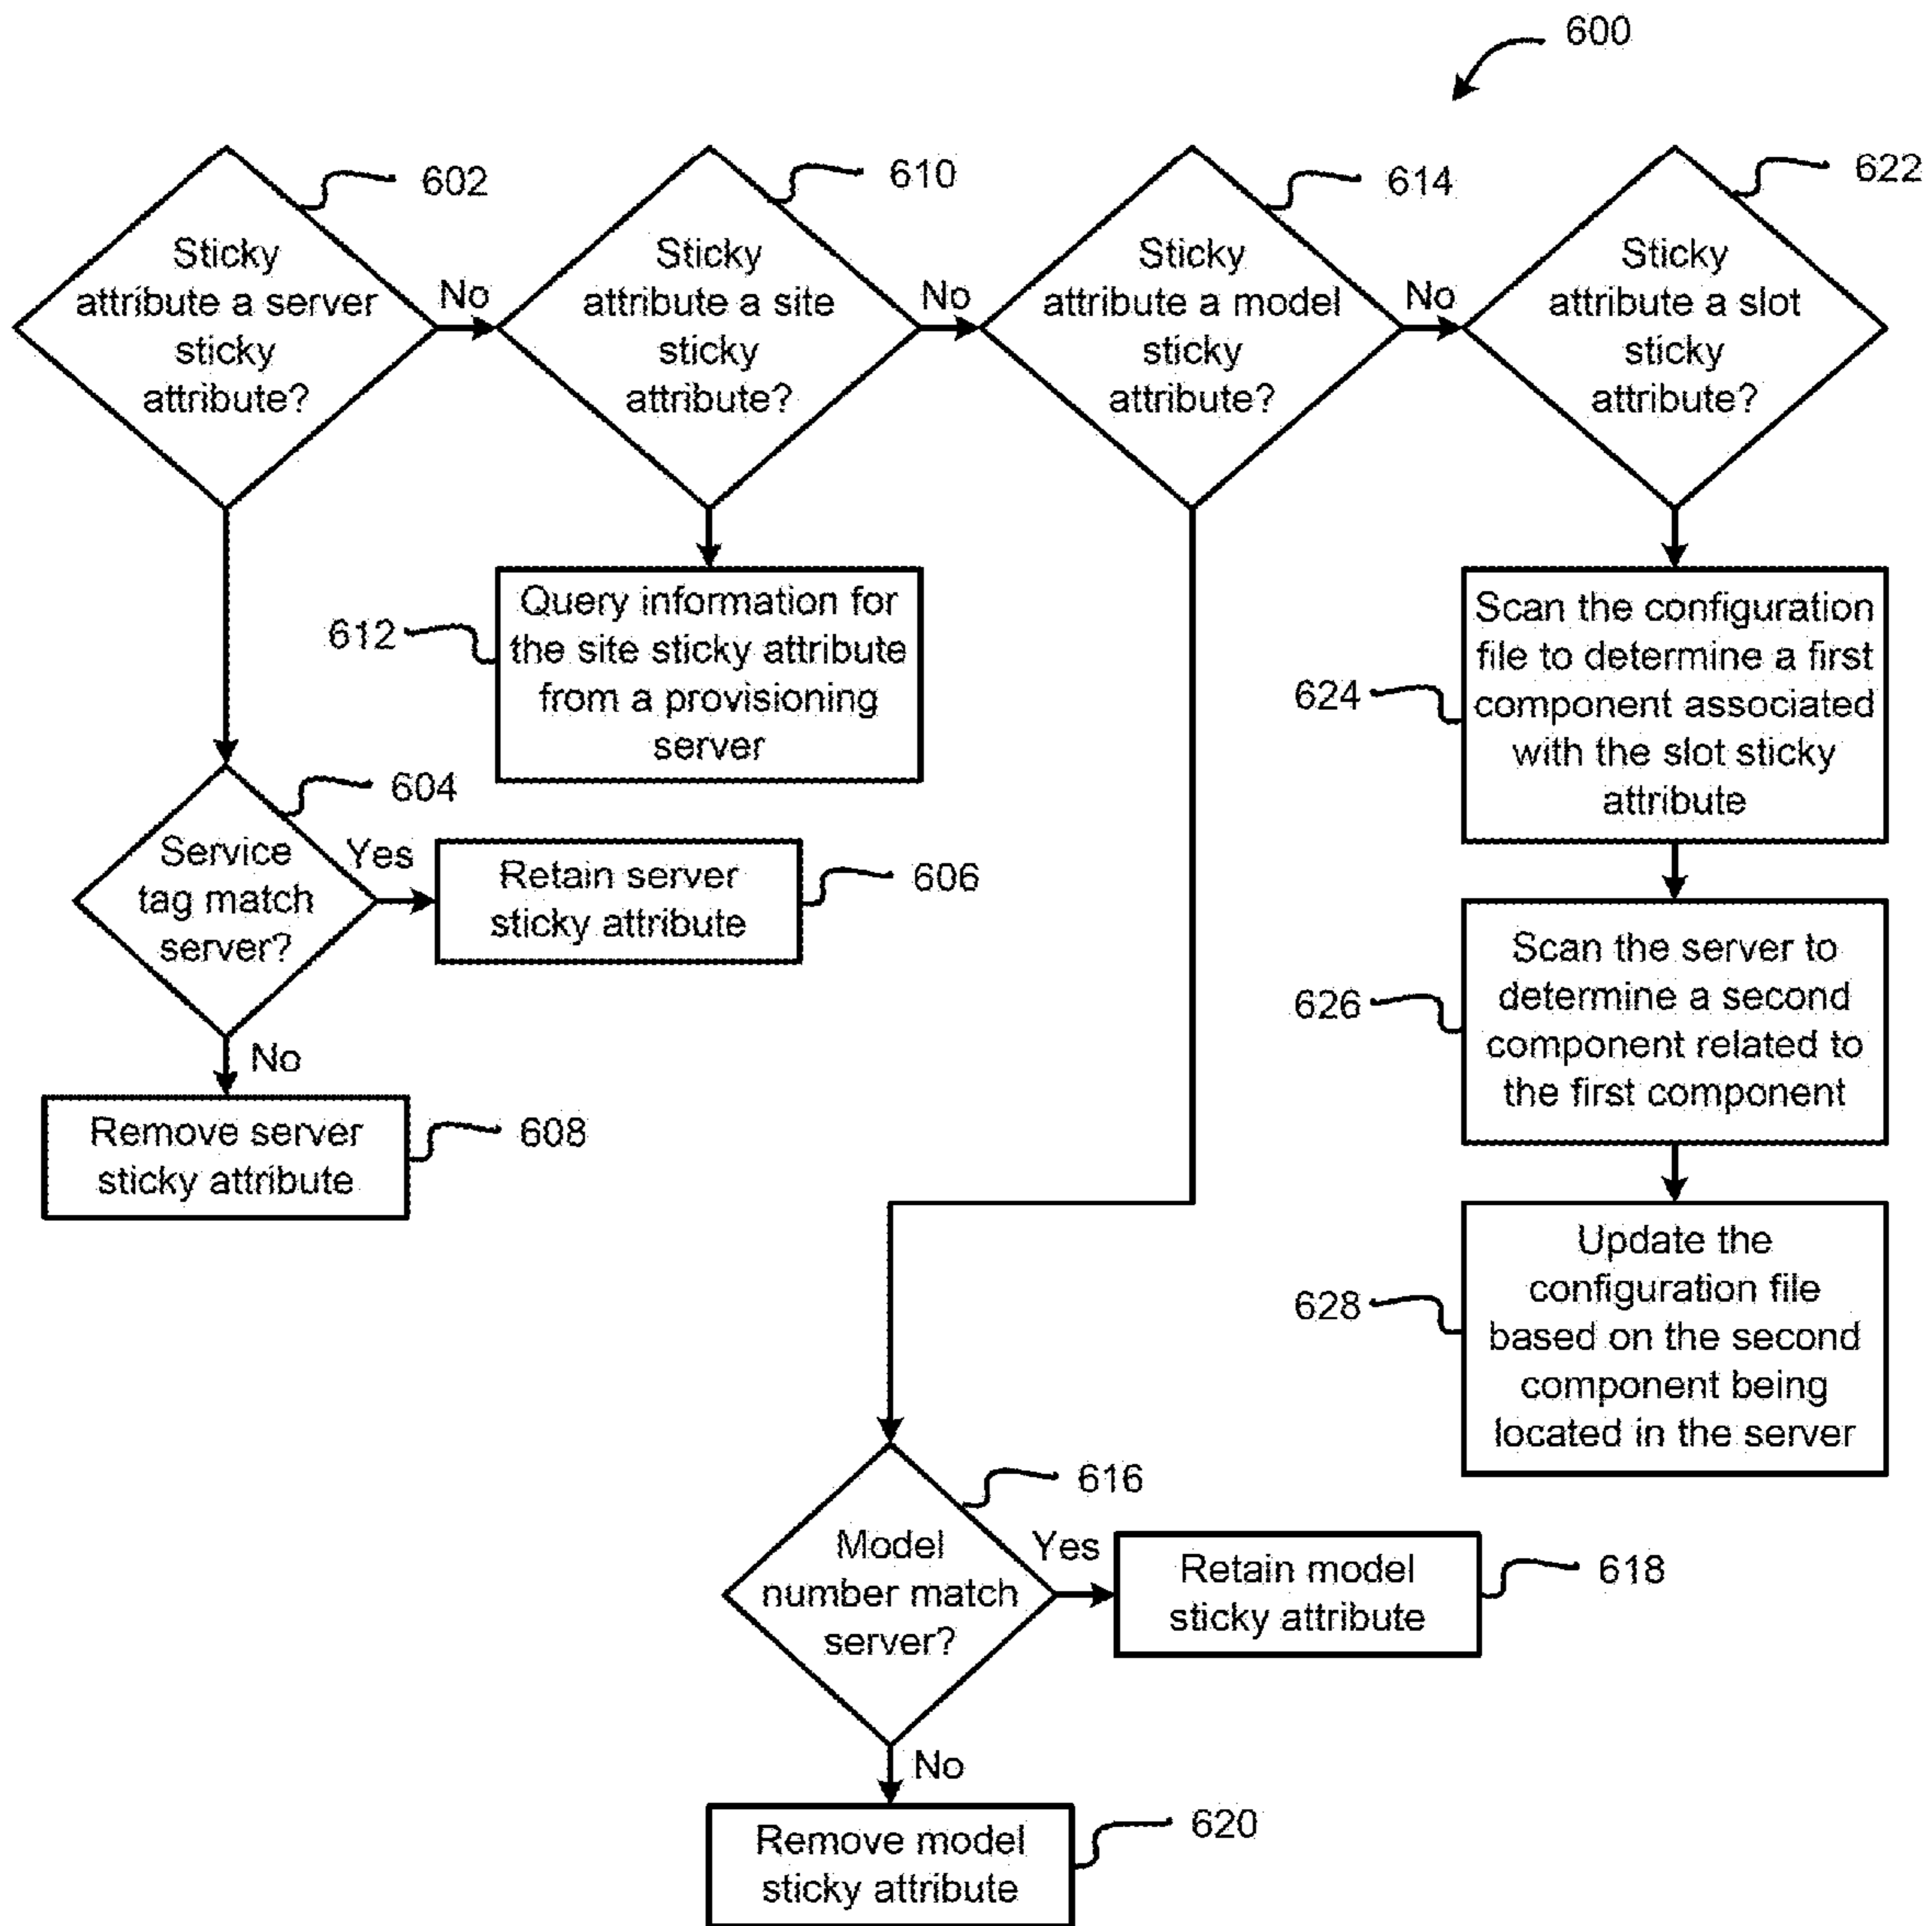 600
602
Sticky
attribute a server
sticky
attribute?
No
610
Sticky
attribute a site
sticky
attribute?
No
614
Sticky
attribute a model
sticky
attribute?
No
622
Sticky
attribute a slot
sticky
attribute?
612
Query information for
the site sticky attribute
from a provisioning
server
624
Scan the configuration
file to determine a first
component associated
with the slot sticky
attribute
604
Service
tag match
server?
Yes
Retain server
sticky attribute
606
No
Remove server
sticky attribute
608
626
Scan the server to
determine a second
component related to
the first component
628
Update the
configuration file
based on the second
component being
located in the server
616
Model
number match
server?
Yes
Retain model
sticky attribute
618
No
Remove model
sticky attribute
620